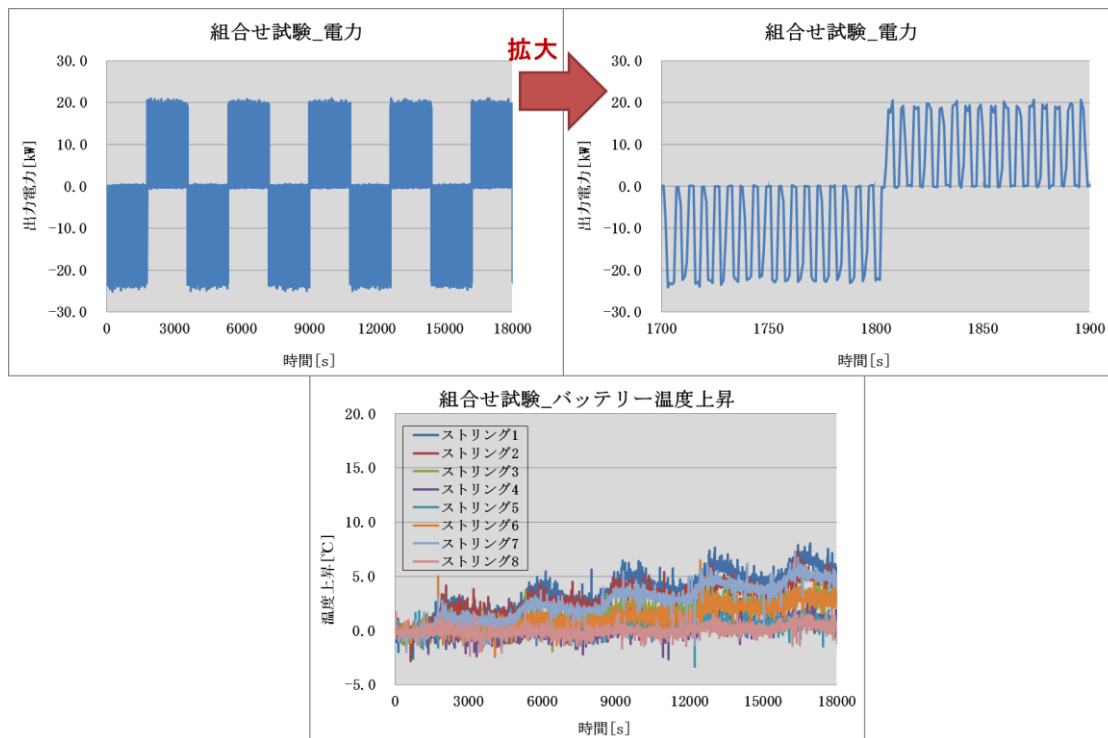 組合せ試験_電力
30.0
20.0
10.0
0.0
-10.0
-20.0
-30.0
出力電力[kW]
0 3000 6000 9000 12000 15000 18000
時間[s]
拡大
組合せ試験_電力
30.0
20.0
10.0
0.0
-10.0
-20.0
-30.0
出力電力[kW]
1700 1750 1800 1850 1900
時間[s]
組合せ試験_バッテリー温度上昇
20.0
15.0
10.0
5.0
0.0
-5.0
温度上昇[℃]
ストリング1
ストリング2
ストリング3
ストリング4
ストリング5
ストリング6
ストリング7
ストリング8
0 3000 6000 9000 12000 15000 18000
時間[s]